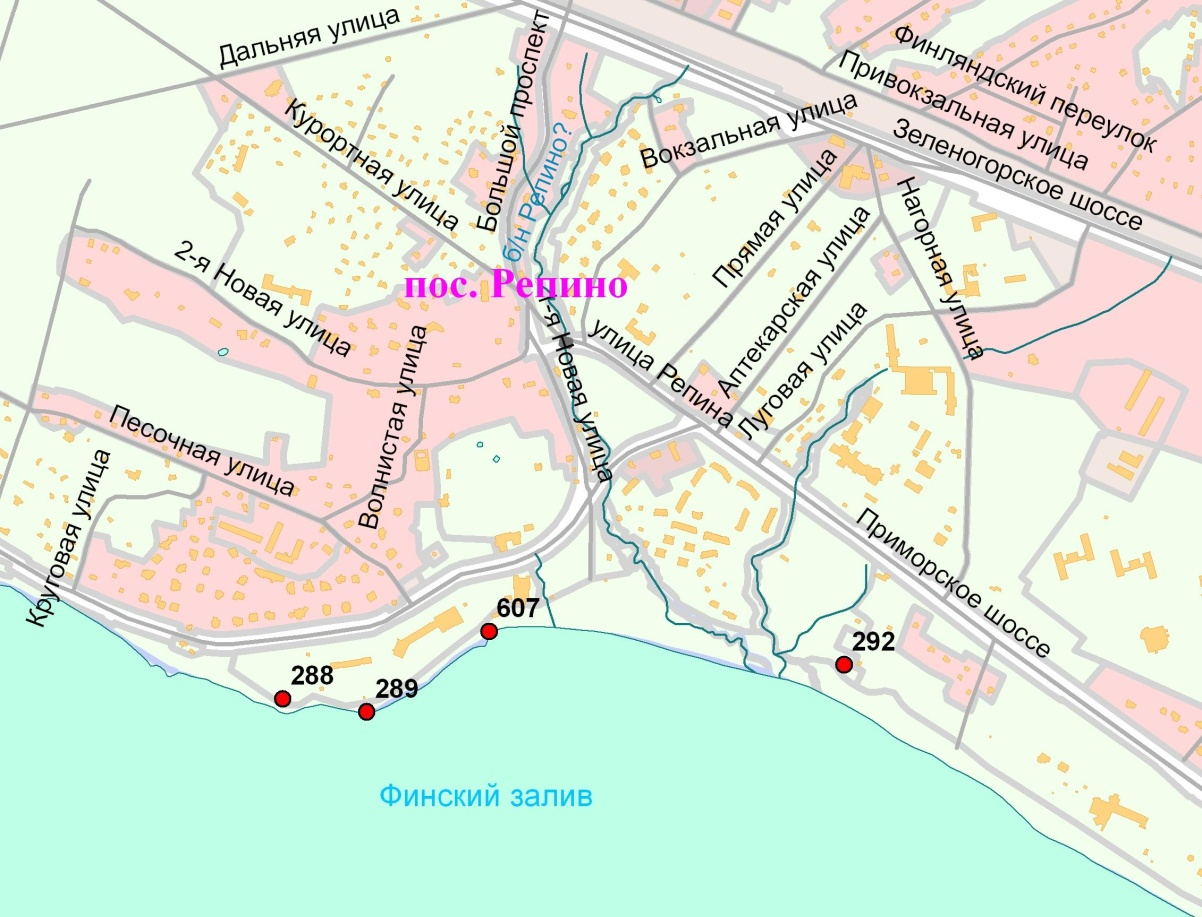 Дальняя улица
Большой проспект
Финляндский переулок
Привокзальная улица
Курортная улица
Вокзальная улица
Зеленогорское шоссе
б/н Репино?
Прямая улица
Нагорная улица
Аптекарская улица
2-я Новая улица
пос. Репино
1-я Новая улица
улица Репина
Луговая улица
Волнистая улица
Песочная улица
Круговая улица
Приморское шоссе
607
292
288
289
Финский залив